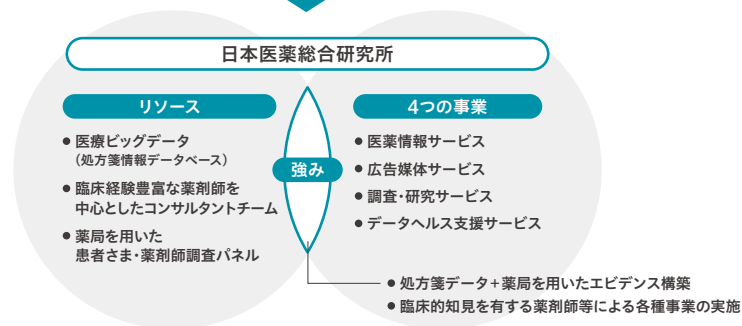 日本医薬総合研究所
リソース
● 医療ビッグデータ
（処方箋情報データベース）
● 臨床経験豊富な薬剤師を
中心としたコンサルタントチーム
● 薬局を用いた
患者さま・薬剤師調査パネル
強み
4つの事業
● 医薬情報サービス
● 広告媒体サービス
● 調査・研究サービス
● データヘルス支援サービス
● 処方箋データ＋薬局を用いたエビデンス構築
● 臨床的知見を有する薬剤師等による各種事業の実施